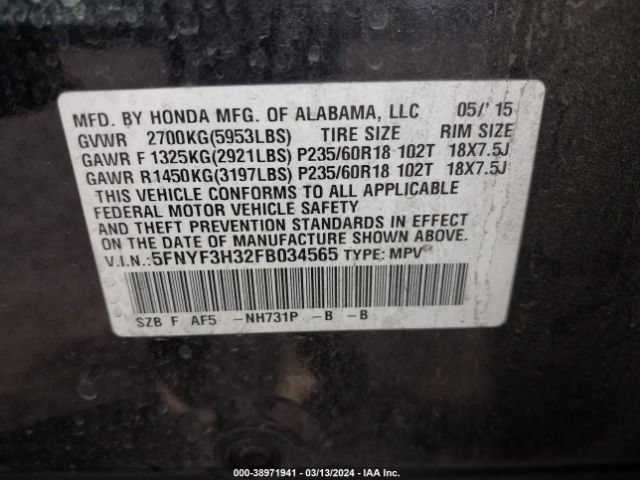 MFD. BY HONDA MFG. OF ALABAMA, LLC 05/'15
GVWR 2700KG(5953LBS) TIRE SIZE RIM SIZE
GAWR F 1325KG(2921LBS) P235/60R18 102T 18X7.5J
GAWR R1450KG(3197LBS) P235/60R18 102T 18X7.5J
THIS VEHICLE CONFORMS TO ALL APPLICABLE
FEDERAL MOTOR VEHICLE SAFETY
AND THEFT PREVENTION STANDARDS IN EFFECT
ON THE DATE OF MANUFACTURE SHOWN ABOVE.
V.I.N.: 5FNYF3H32FB034565 TYPE: MPV
SZB F AF5 -NH731P -B -B
000-38971941 - 03/13/2024 - IAA Inc.